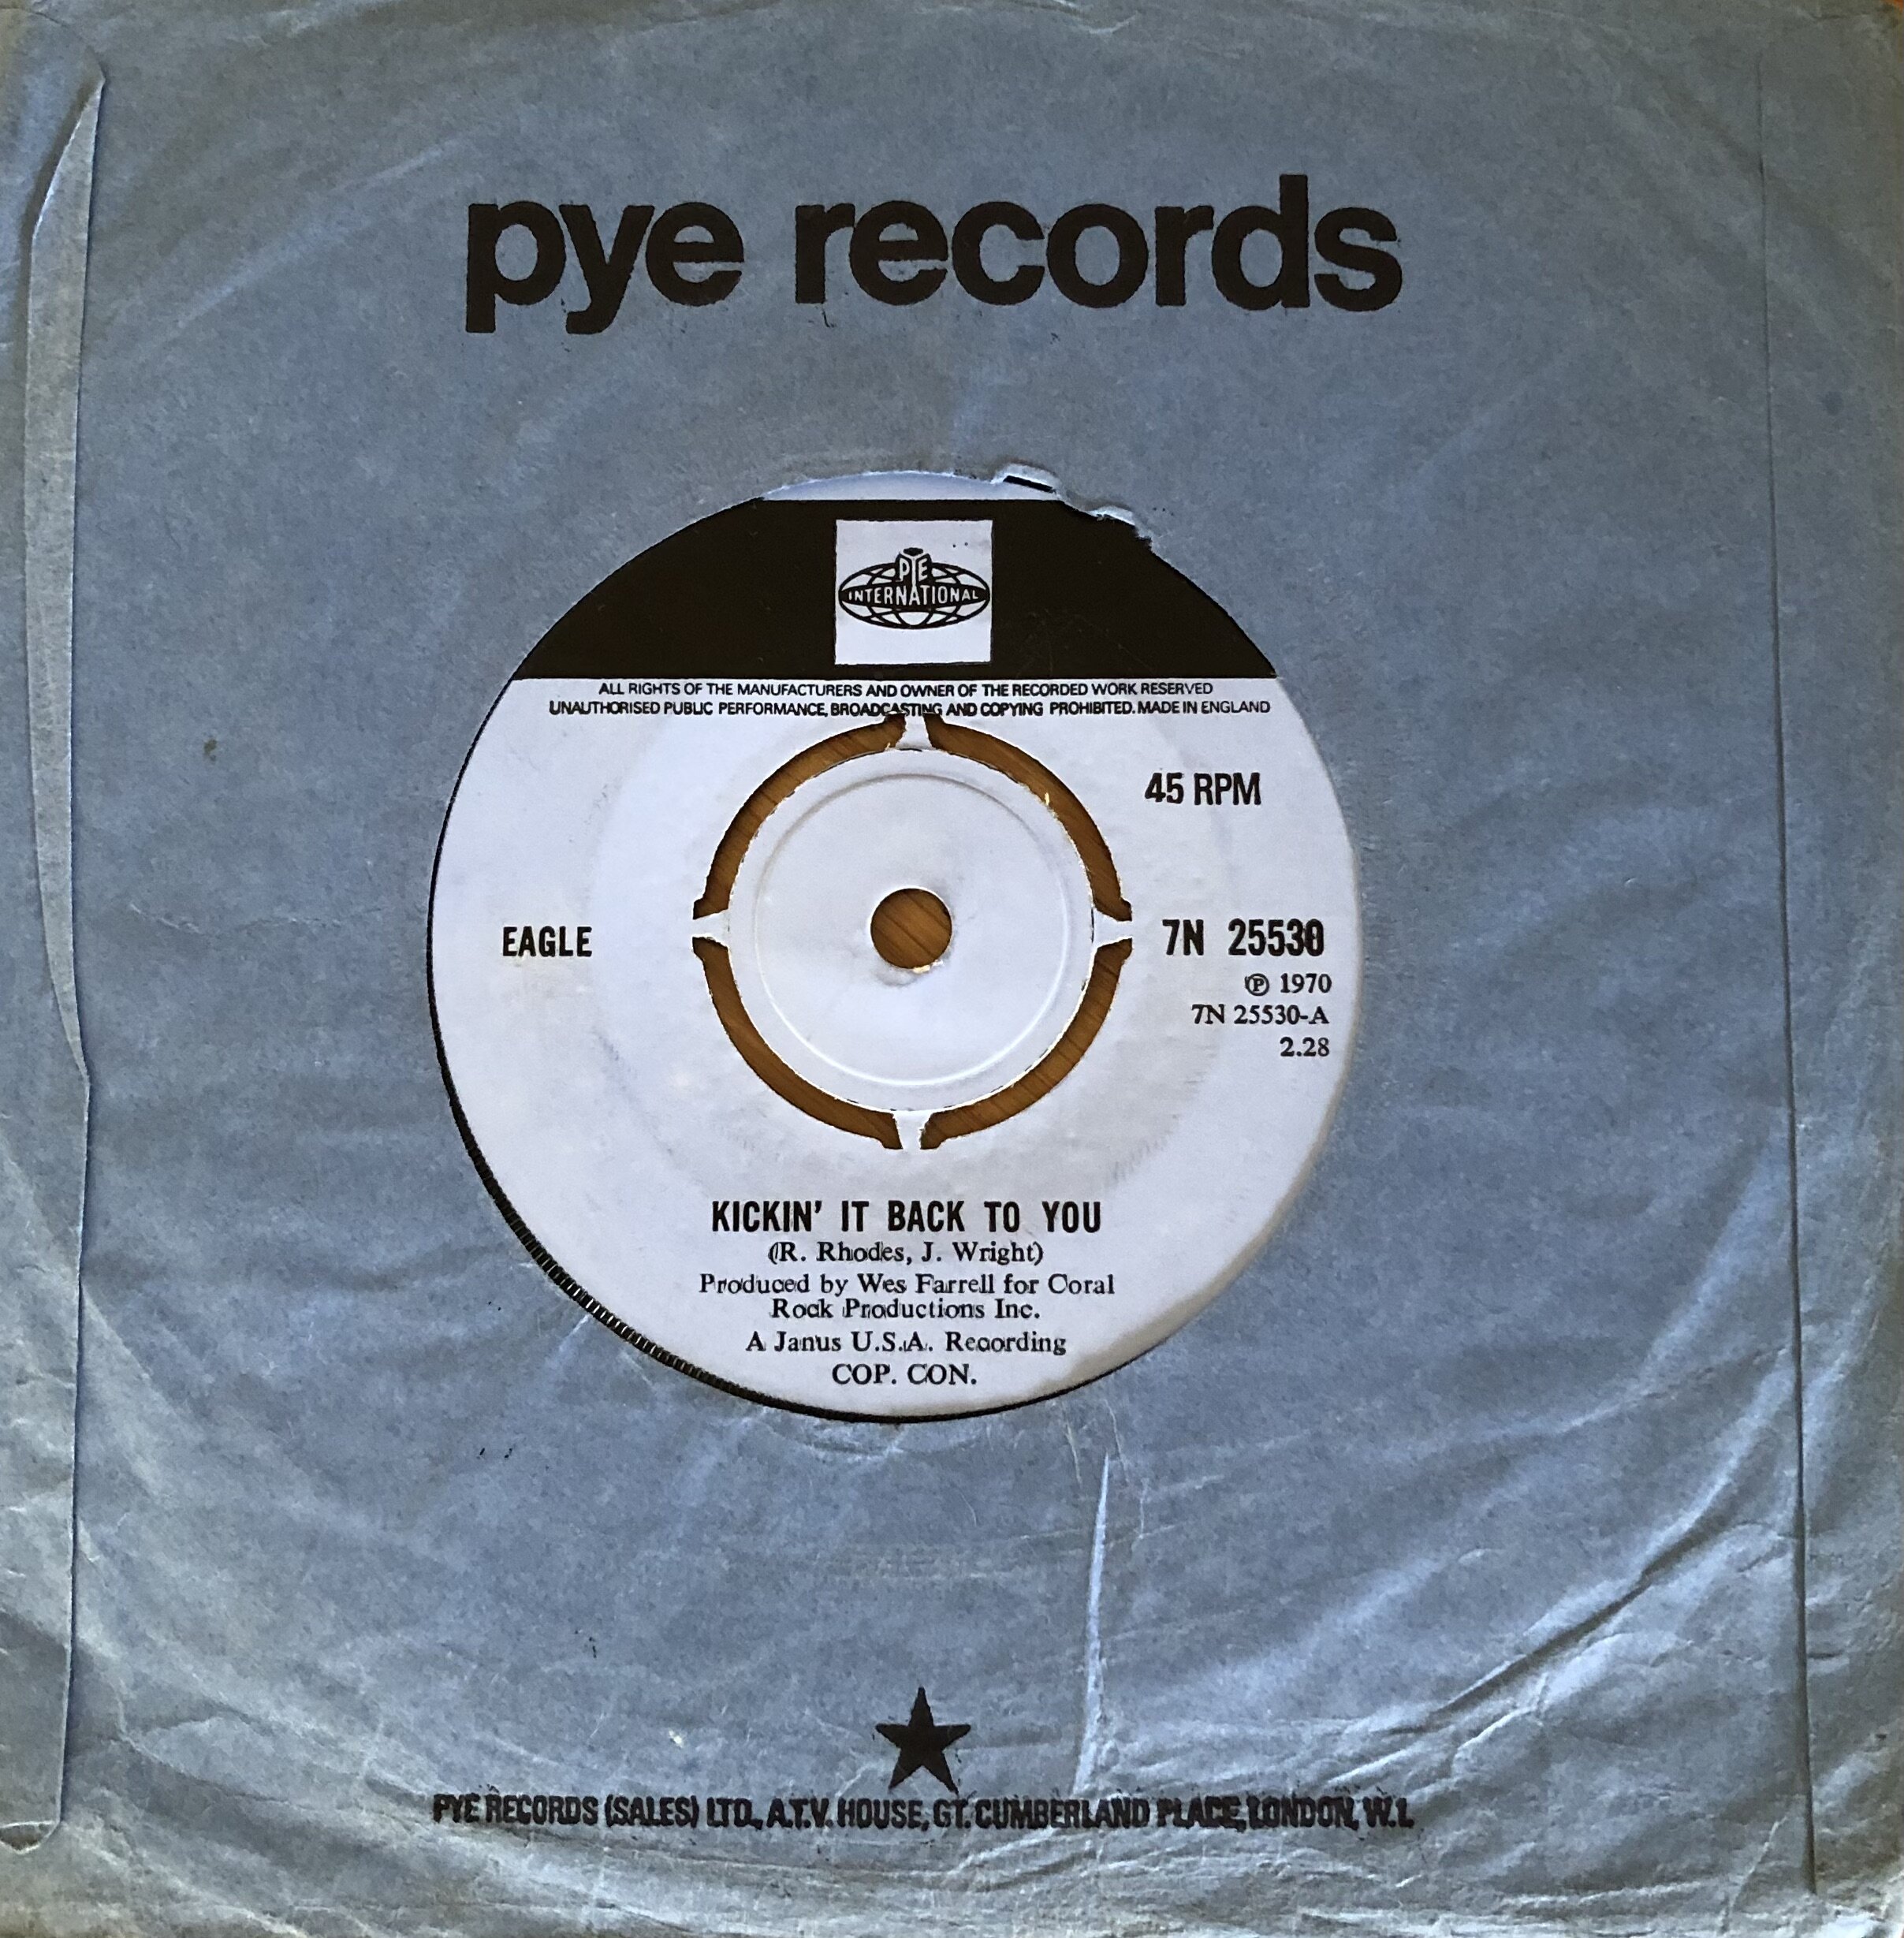 pye records
PYE
INTERNATIONAL
ALL RIGHTS OF THE MANUFACTURERS AND OWNER OF THE RECORDED WORK RESERVED
UNAUTHORISED PUBLIC PERFORMANCE, BROADCASTING AND COPYING PROHIBITED. MADE IN ENGLAND
45 RPM
EAGLE
7N 25530
℗ 1970
7N 25530-A
2.28
KICKIN' IT BACK TO YOU
(R. Rhodes, J. Wright)
Produced by Wes Farrell for Coral
Rock Productions Inc.
A Janus U.S.A. Recording
COP. CON.
PYE RECORDS (SALES) LTD., A.T.V. HOUSE, GT. CUMBERLAND PLACE, LONDON, W.1.